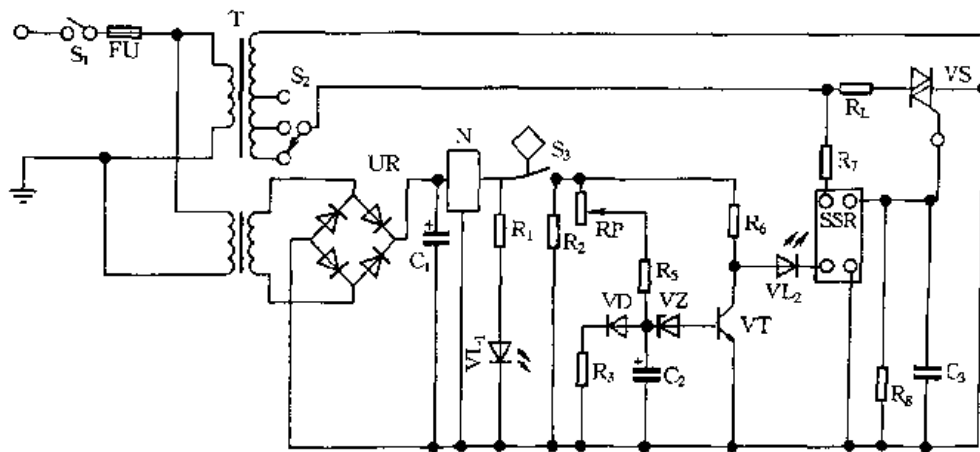 T
S₁
FU
S₂
VS
R_L
N
S₃
UR
R₇
SSR
R₁
R₂
RP
R₆
C₁
R₅
VL₂
VD
VZ
VT
VL₁
R₃
C₂
R₈
C₃